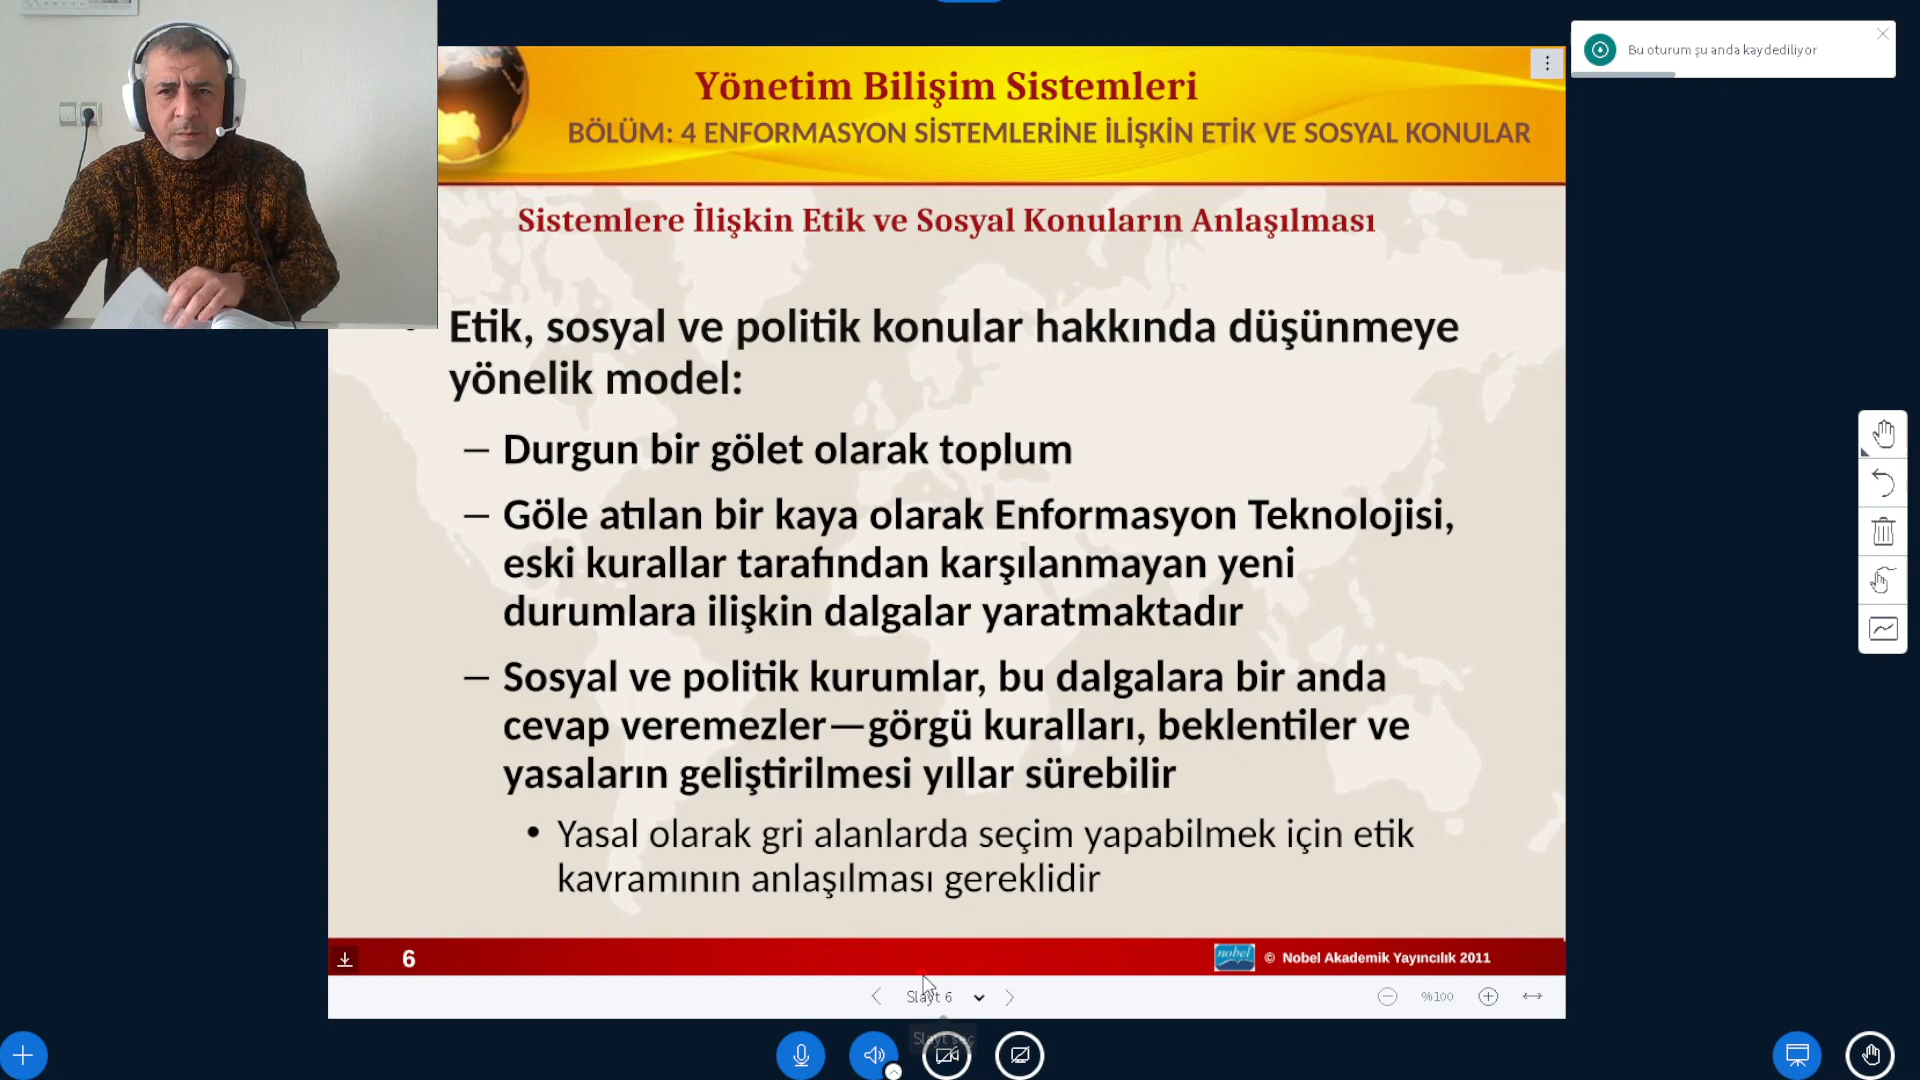 Bu oturum şu anda kaydediliyor
Yönetim Bilişim Sistemleri
BÖLÜM: 4 ENFORMASYON SİSTEMLERİNE İLİŞKİN ETİK VE SOSYAL KONULAR
Sistemlere İlişkin Etik ve Sosyal Konuların Anlaşılması
Etik, sosyal ve politik konular hakkında düşünmeye
yönelik model:
– Durgun bir gölet olarak toplum
– Göle atılan bir kaya olarak Enformasyon Teknolojisi,
eski kurallar tarafından karşılanmayan yeni
durumlara ilişkin dalgalar yaratmaktadır
– Sosyal ve politik kurumlar, bu dalgalara bir anda
cevap veremezler—görgü kuralları, beklentiler ve
yasaların geliştirilmesi yıllar sürebilir
• Yasal olarak gri alanlarda seçim yapabilmek için etik
kavramının anlaşılması gereklidir
6
nobel
© Nobel Akademik Yayıncılık 2011
Slayt 6
%100
Slayt seç